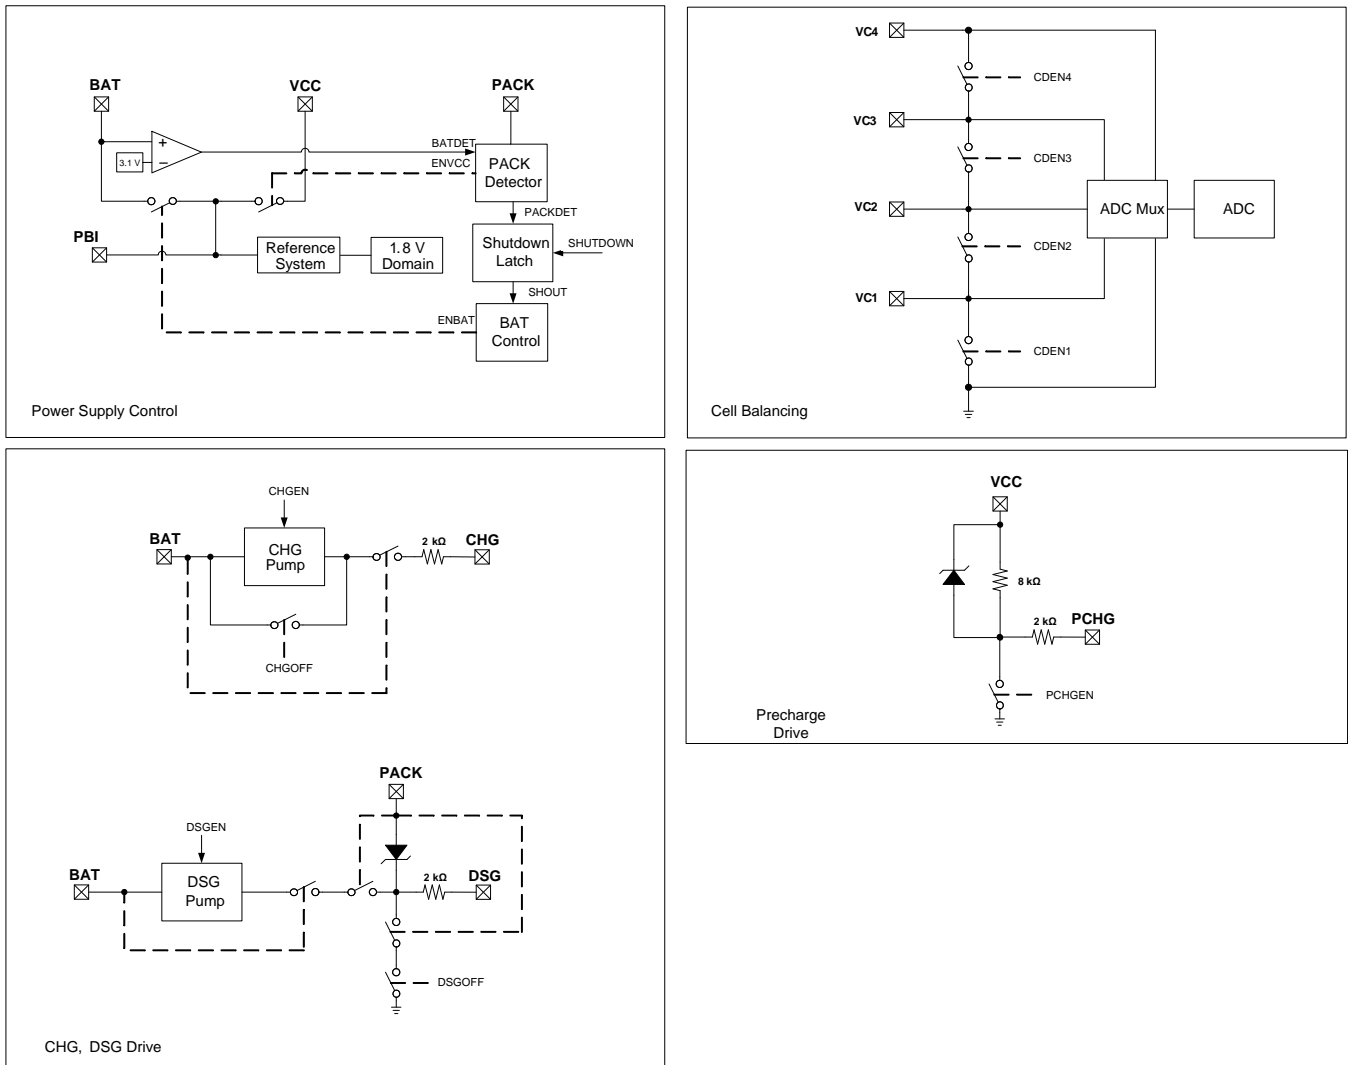 BAT
VCC
PACK
BATDET
ENVCC
3.1 V
+
−
PACK
Detector
PACKDET
PBI
Reference
System
1.8 V
Domain
Shutdown
Latch
SHUTDOWN
SHOUT
ENBAT
BAT
Control
Power Supply Control
VC4
CDEN4
VC3
CDEN3
VC2
ADC Mux
ADC
CDEN2
VC1
CDEN1
Cell Balancing
CHGEN
BAT
CHG
Pump
2 kΩ
CHG
CHGOFF
PACK
DSGEN
BAT
DSG
Pump
2 kΩ
DSG
DSGOFF
CHG, DSG Drive
VCC
8 kΩ
2 kΩ
PCHG
PCHGEN
Precharge
Drive